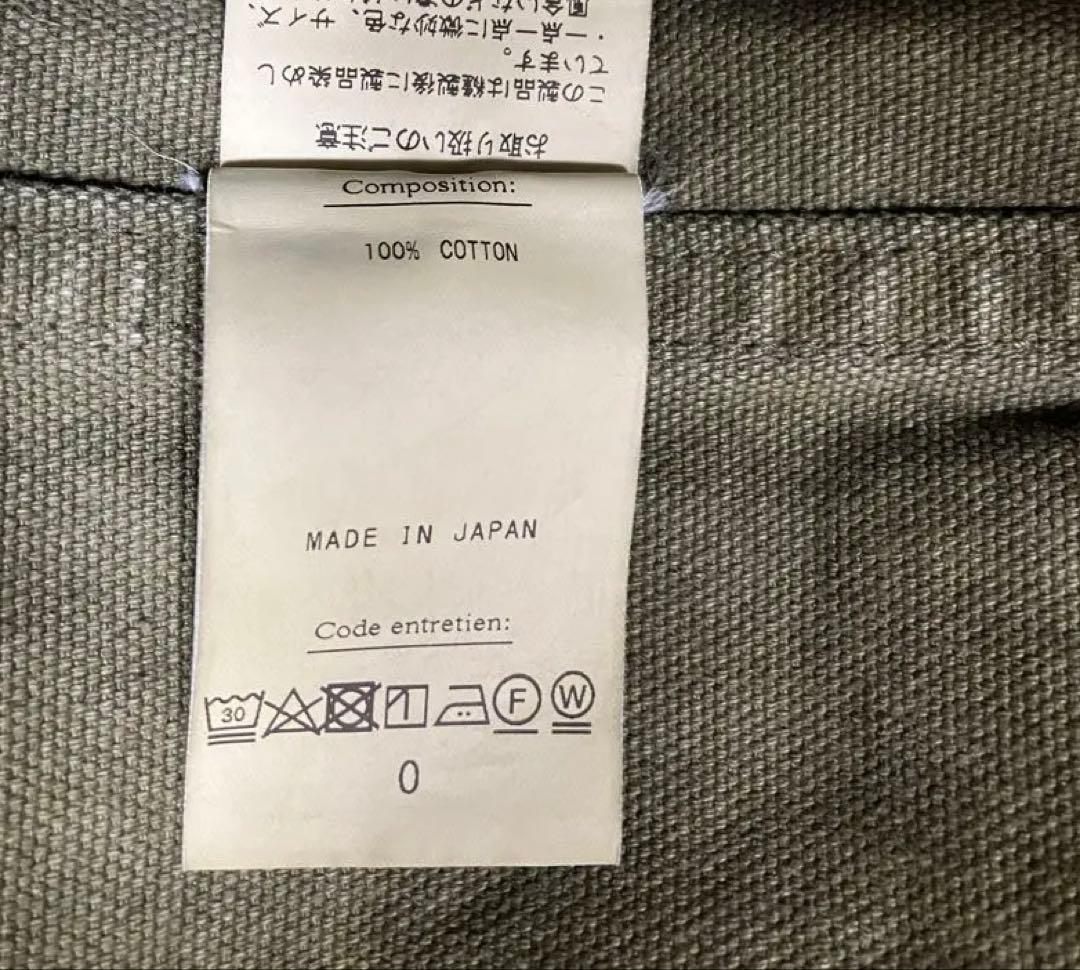 お取り扱いのご注意
この製品は縫製後に製品染めし
ています。
・一点一点に微妙な色、サイズ、
Composition:
100% COTTON
MADE IN JAPAN
Code entretien:
30
F
W
0